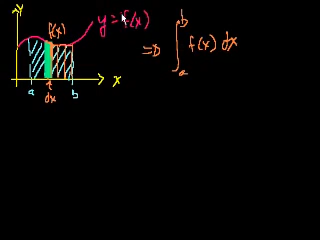 y
y = f(x)
f(x)
⇒ ∫ₐᵇ f(x) dx
a
b
x
dx